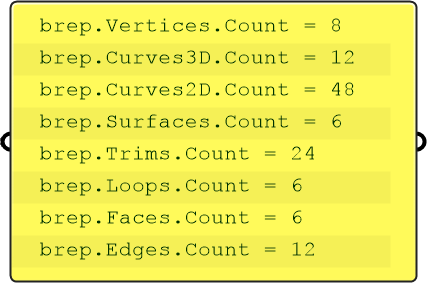 brep.Vertices.Count = 8
brep.Curves3D.Count = 12
brep.Curves2D.Count = 48
brep.Surfaces.Count = 6
brep.Trims.Count = 24
brep.Loops.Count = 6
brep.Faces.Count = 6
brep.Edges.Count = 12